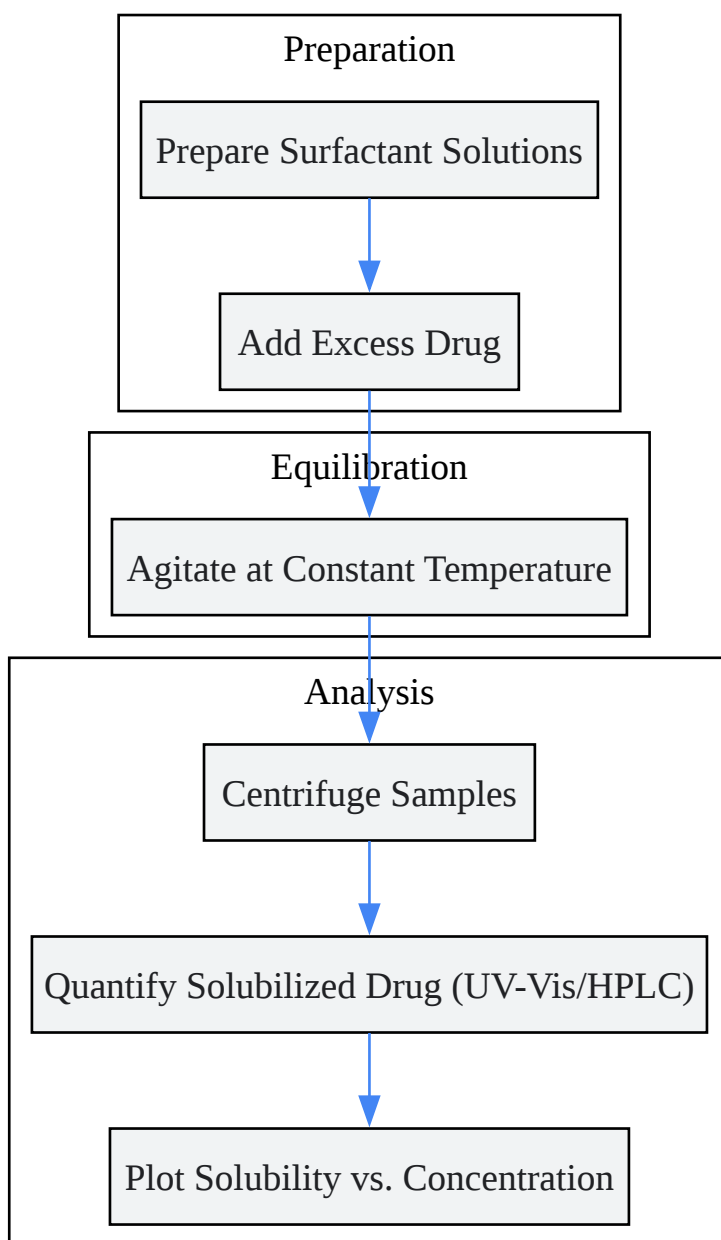 Preparation
Prepare Surfactant Solutions
Add Excess Drug
Equilibration
Agitate at Constant Temperature
Analysis
Centrifuge Samples
Quantify Solubilized Drug (UV-Vis/HPLC)
Plot Solubility vs. Concentration